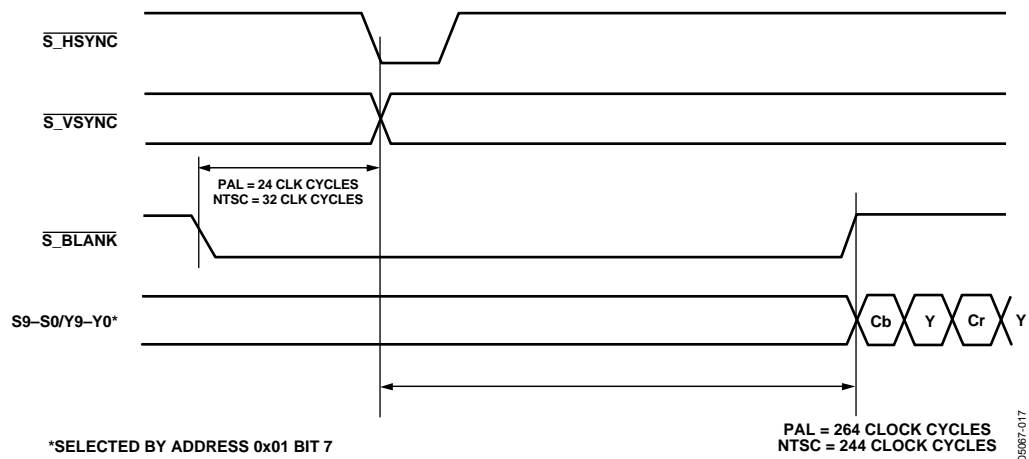 S_HSYNC
S_VSYNC
PAL = 24 CLK CYCLES
NTSC = 32 CLK CYCLES
S_BLANK
S9–S0/Y9–Y0*
Cb Y Cr Y
PAL = 264 CLOCK CYCLES
NTSC = 244 CLOCK CYCLES
*SELECTED BY ADDRESS 0x01 BIT 7
05067-017